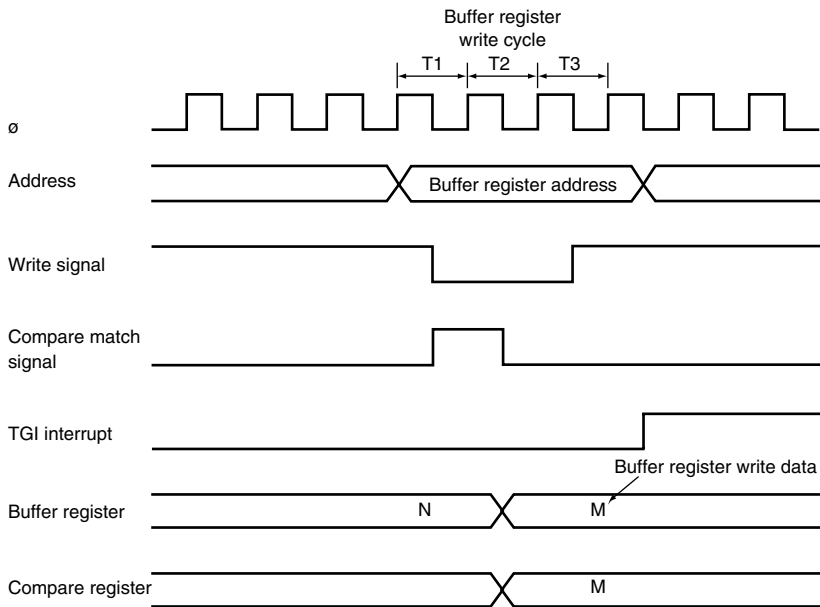 Buffer register
write cycle
T1 T2 T3
ø
Address
Buffer register address
Write signal
Compare match
signal
TGI interrupt
Buffer register write data
Buffer register
N M
Compare register
M